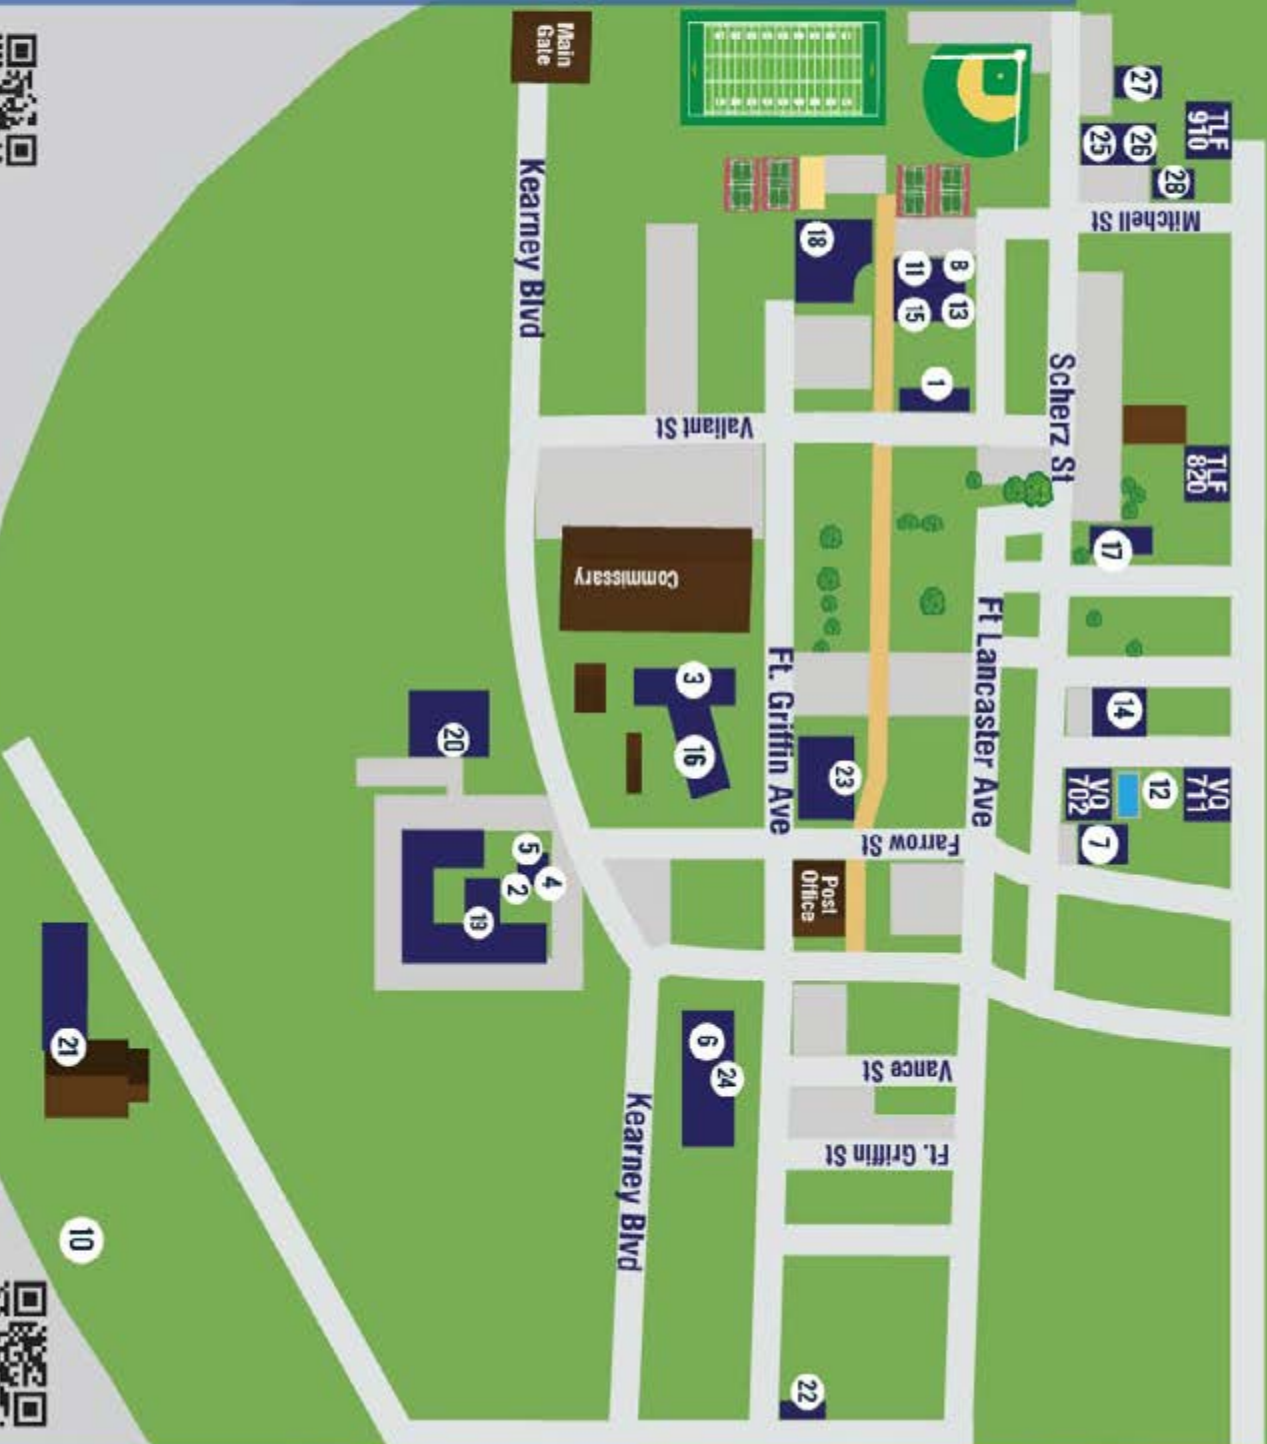 Main
Gate
27
TLF
910
25
26
28
Mitchell St
Kearney Blvd
18
11
8
15
13
1
Scherz St
Valiant St
TLF
820
17
Commissary
Ft Lancaster Ave
Ft. Griffin Ave
3
16
14
20
23
VQ
702
12
VQ
711
7
Farrow St
5
4
2
19
Post
Office
21
6
24
Vance St
Kearney Blvd
Ft. Griffin St
10
22